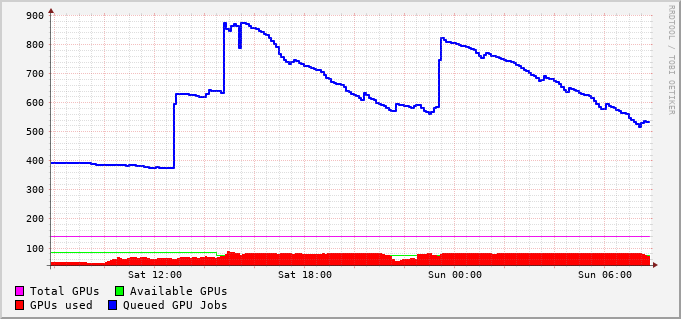 900
800
700
600
500
400
300
200
100
Sat 12:00 Sat 18:00 Sun 00:00 Sun 06:00
Total GPUs Available GPUs
GPUs used Queued GPU Jobs
RRDTOOL / TOBI OETIKER